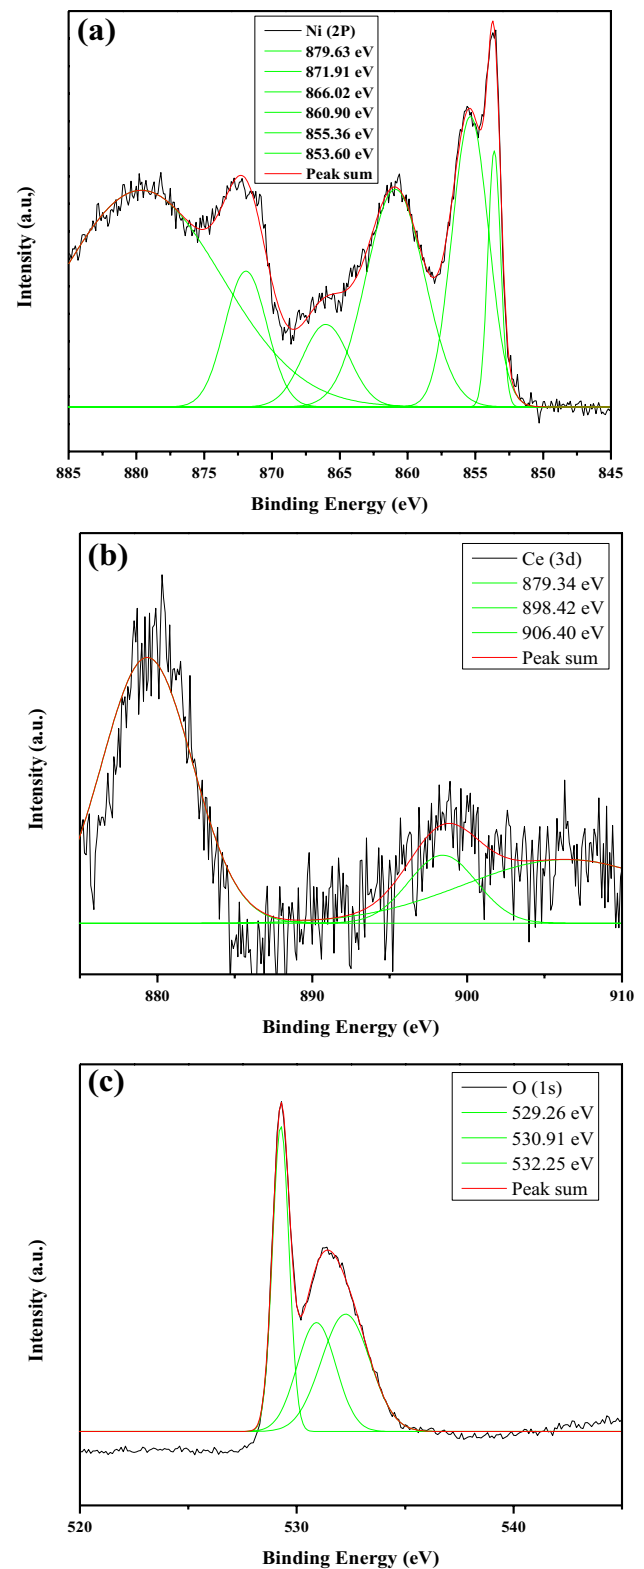 (a)
Ni (2P)
879.63 eV
871.91 eV
866.02 eV
860.90 eV
855.36 eV
853.60 eV
Peak sum
Intensity (a.u,)
885 880 875 870 865 860 855 850 845
Binding Energy (eV)
(b)
Ce (3d)
879.34 eV
898.42 eV
906.40 eV
Peak sum
Intensity (a.u.)
880 890 900 910
Binding Energy (eV)
(c)
O (1s)
529.26 eV
530.91 eV
532.25 eV
Peak sum
Intensity (a.u.)
520 530 540
Binding Energy (eV)